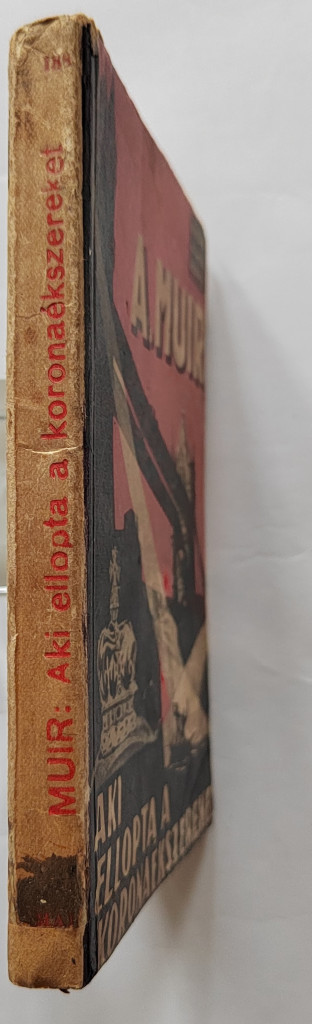 MUIR: Aki ellopta a koronaékszereket
A. MUIR
AKI
ELLOPTA A
KORONAÉKSZEREKET